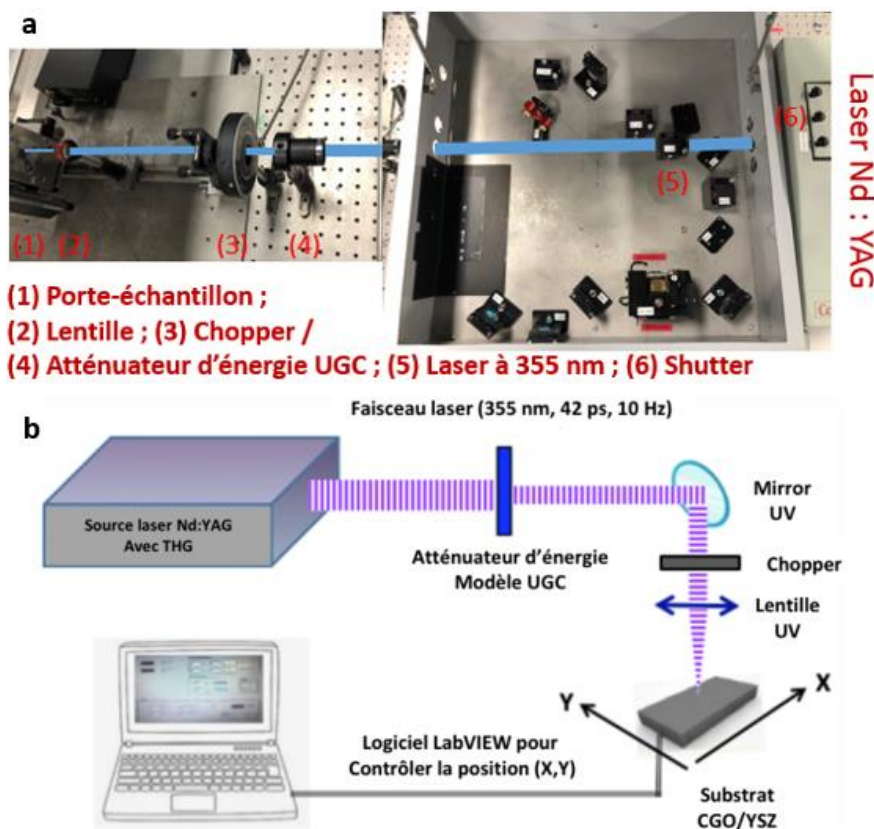 a
Laser Nd : YAG
(6)
(5)
(1) (2) (3) (4)
(1) Porte-échantillon ;
(2) Lentille ; (3) Chopper /
(4) Atténuateur d'énergie UGC ; (5) Laser à 355 nm ; (6) Shutter
b
Faisceau laser (355 nm, 42 ps, 10 Hz)
Source laser Nd:YAG
Avec THG
Atténuateur d'énergie
Modèle UGC
Mirror
UV
Chopper
Lentille
UV
Y
X
Logiciel LabVIEW pour
Contrôler la position (X,Y)
Substrat
CGO/YSZ